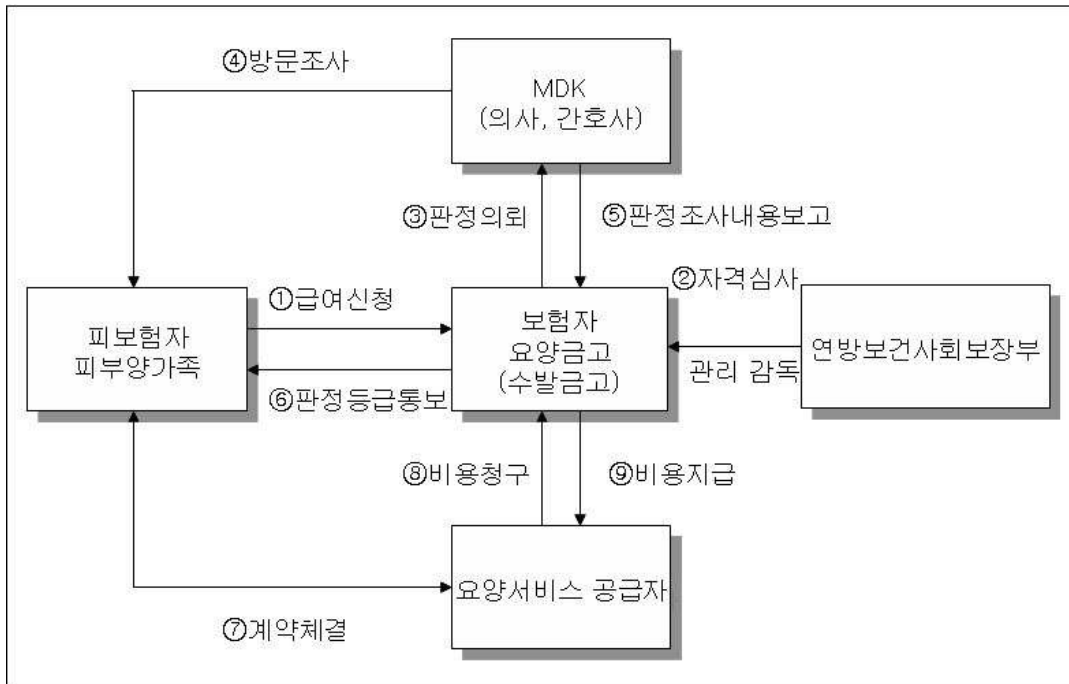 ④방문조사
MDK
(의사, 간호사)
③판정의뢰
⑤판정조사내용보고
②자격심사
①급여신청
피보험자
피부양가족
보험자
요양금고
(수발금고)
연방보건사회보장부
관리 감독
⑥판정등급통보
⑧비용청구
⑨비용지급
요양서비스 공급자
⑦계약체결